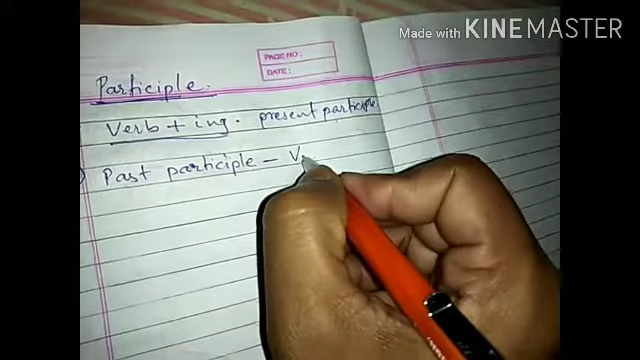 Made with KINEMASTER
PAGE NO :
DATE :
Participle.
Verb + ing. present participle
Past participle - V